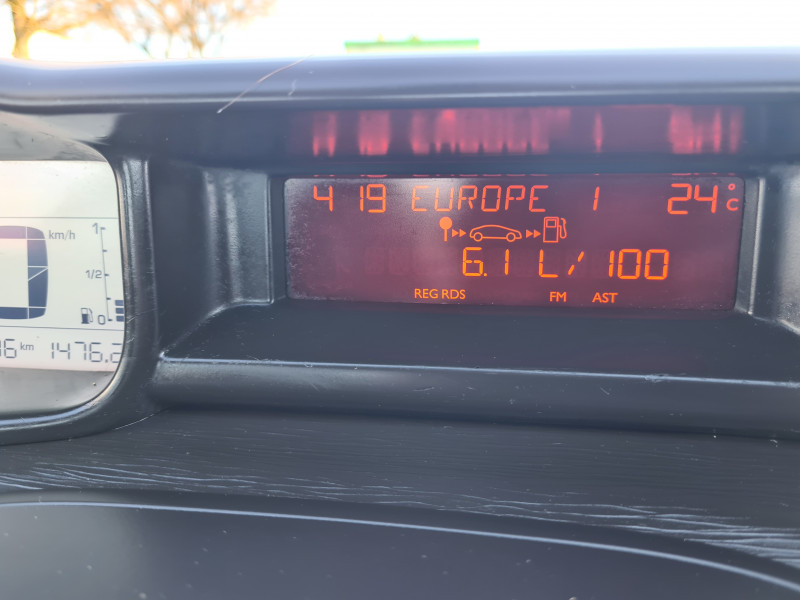 4 19 EUROPE 1 24°C
6.1 L/100
REG RDS FM AST
km/h
1
1/2
0
km 1476.2